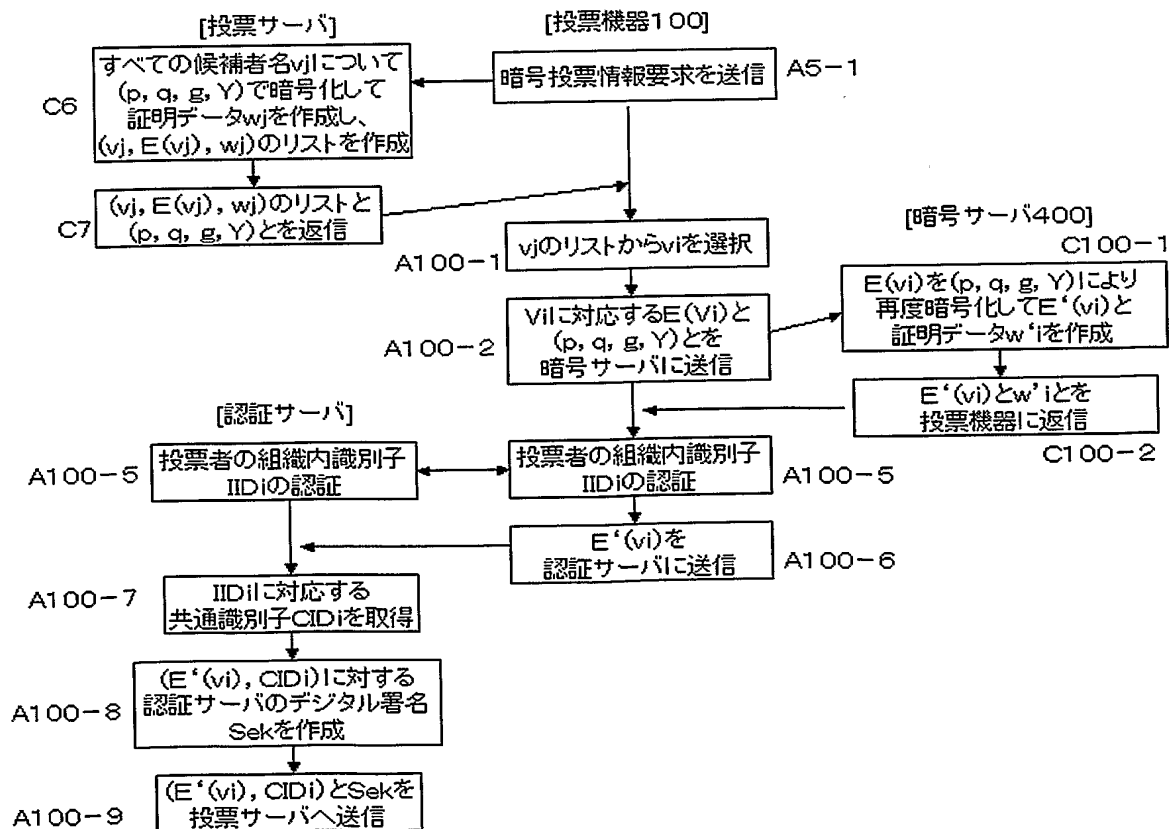 [投票サーバ]
[投票機器100]
すべての候補者名vjについて
(p, q, g, Y)で暗号化して
証明データwjを作成し、
(vj, E(vj), wj)のリストを作成
C6
暗号投票情報要求を送信
A5-1
(vj, E(vj), wj)のリストと
(p, q, g, Y)とを返信
C7
vjのリストからviを選択
A100-1
[暗号サーバ400]
C100-1
E(vi)を(p, q, g, Y)により
再度暗号化してE‘(vi)と
証明データw‘iを作成
Viに対応するE(Vi)と
(p, q, g, Y)とを
暗号サーバに送信
A100-2
E‘(vi)とw’iとを
投票機器に返信
C100-2
[認証サーバ]
A100-5
投票者の組織内識別子
IIDiの認証
投票者の組織内識別子
IIDiの認証
A100-5
E‘(vi)を
認証サーバに送信
A100-6
A100-7
IIDiに対応する
共通識別子CIDiを取得
A100-8
(E‘(vi), CIDi)に対する
認証サーバのデジタル署名
Sekを作成
A100-9
(E‘(vi), CIDi)とSekを
投票サーバへ送信